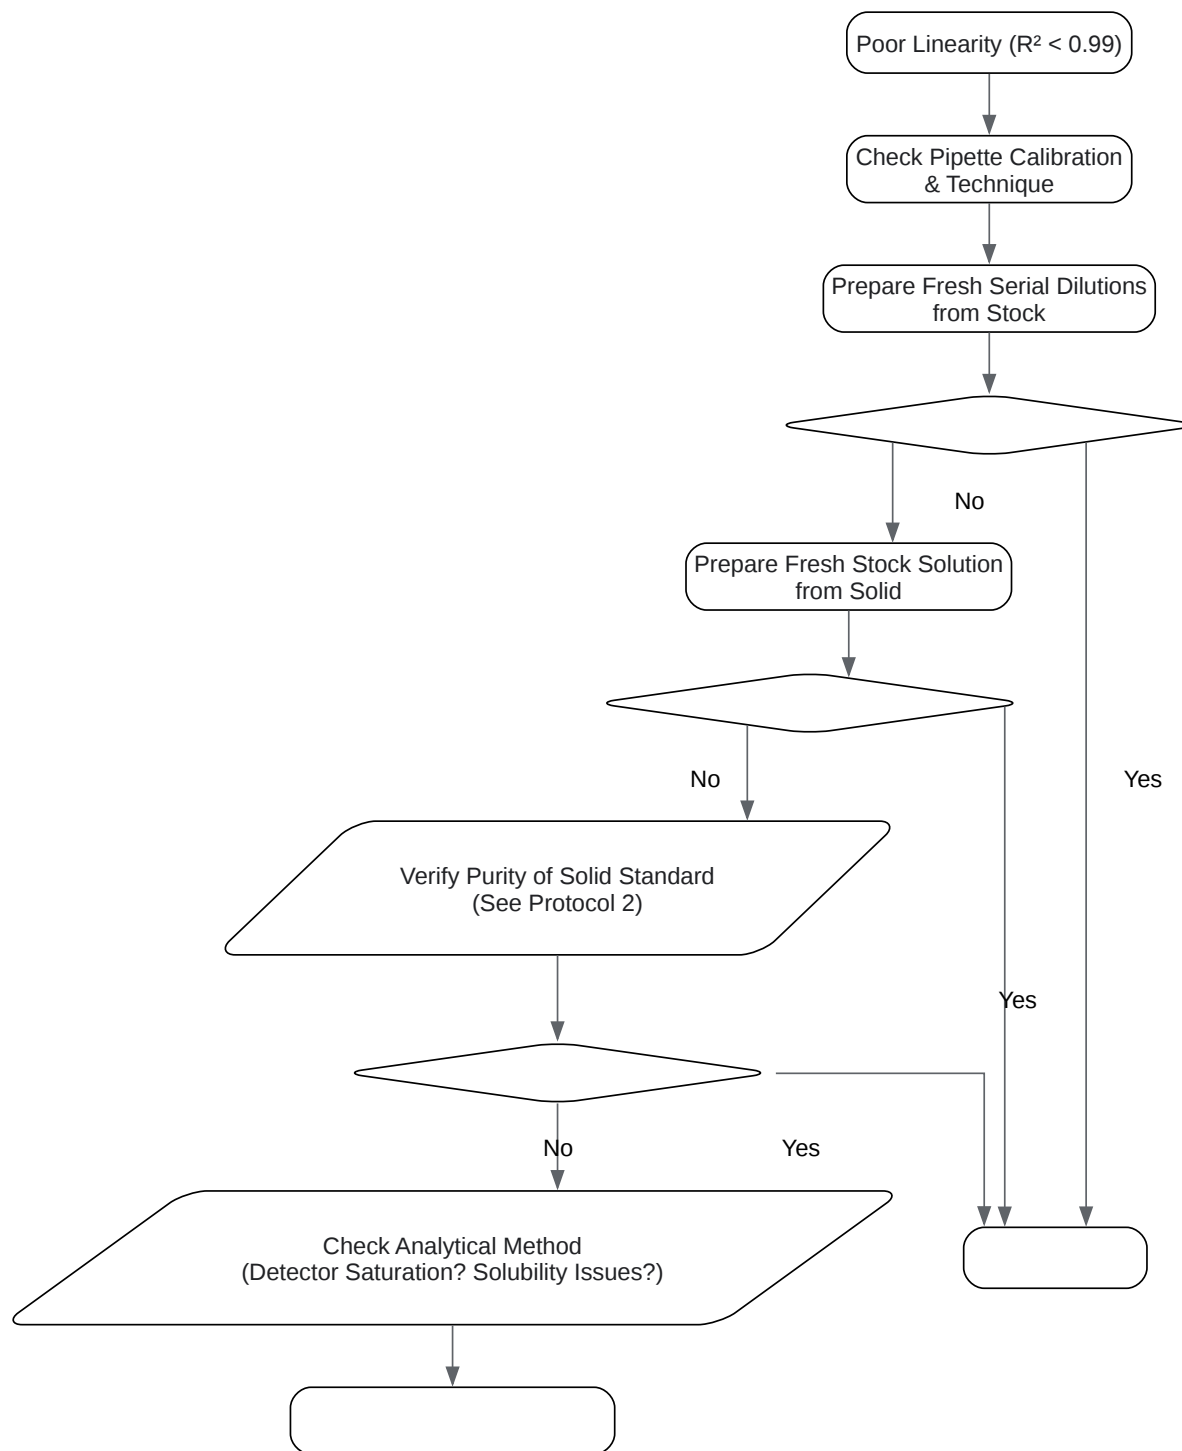 Poor Linearity (R² < 0.99)
Check Pipette Calibration
& Technique
Prepare Fresh Serial Dilutions
from Stock
No
Prepare Fresh Stock Solution
from Solid
No
Yes
Verify Purity of Solid Standard
(See Protocol 2)
Yes
No
Yes
Check Analytical Method
(Detector Saturation? Solubility Issues?)